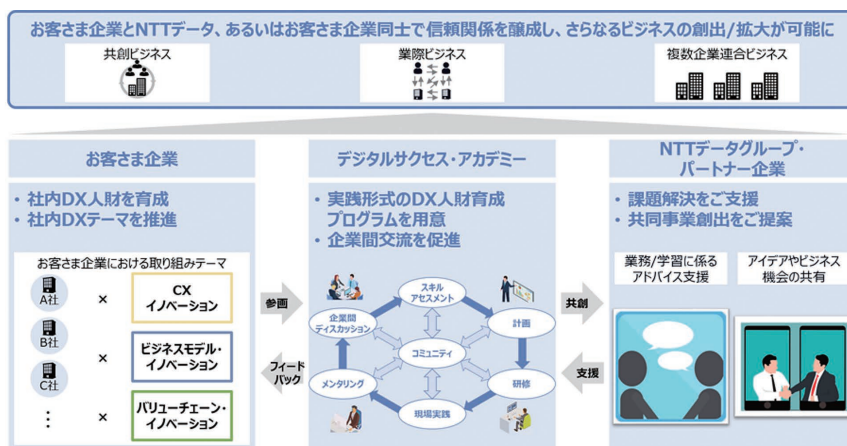 お客さま企業とNTTデータ、あるいはお客さま企業同士で信頼関係を醸成し、さらなるビジネスの創出/拡大が可能に
共創ビジネス
業際ビジネス
複数企業連合ビジネス
お客さま企業
・社内DX人財を育成
・社内DXテーマを推進
お客さま企業における取り組みテーマ
A社
×
CX
イノベーション
B社
×
ビジネスモデル・
イノベーション
C社
⋮
×
バリューチェーン・
イノベーション
参画
フィード
バック
デジタルサクセス・アカデミー
・実践形式のDX人財育成
プログラムを用意
・企業間交流を促進
スキル
アセスメント
企業間
ディスカッション
計画
コミュニティ
メンタリング
研修
現場実践
共創
支援
NTTデータグループ・
パートナー企業
・課題解決をご支援
・共同事業創出をご提案
業務/学習に係る
アドバイス支援
アイデアやビジネス
機会の共有